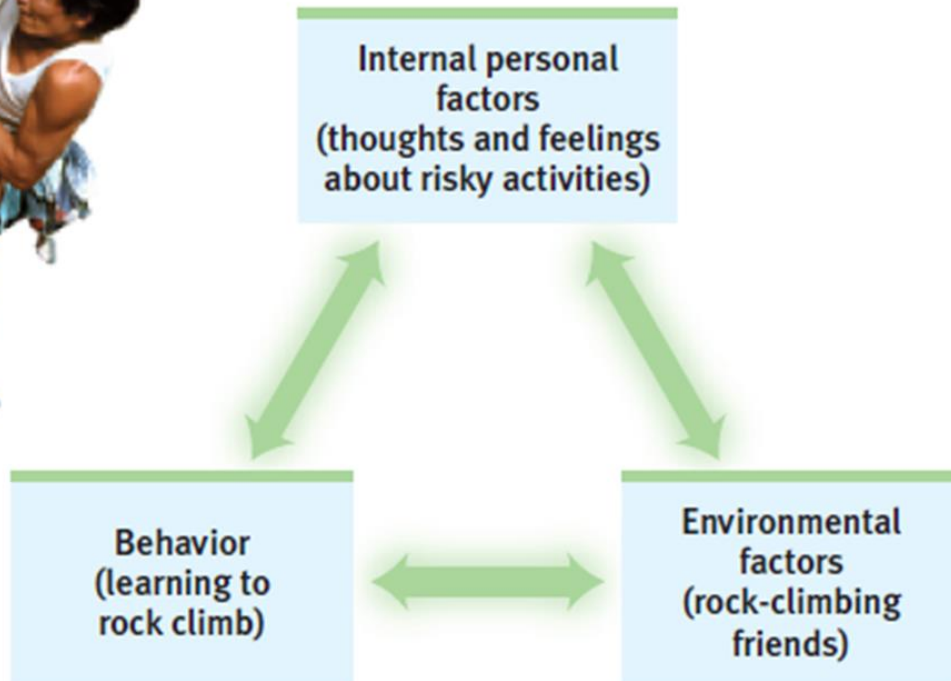 Internal personal
factors
(thoughts and feelings
about risky activities)
Behavior
(learning to
rock climb)
Environmental
factors
(rock-climbing
friends)